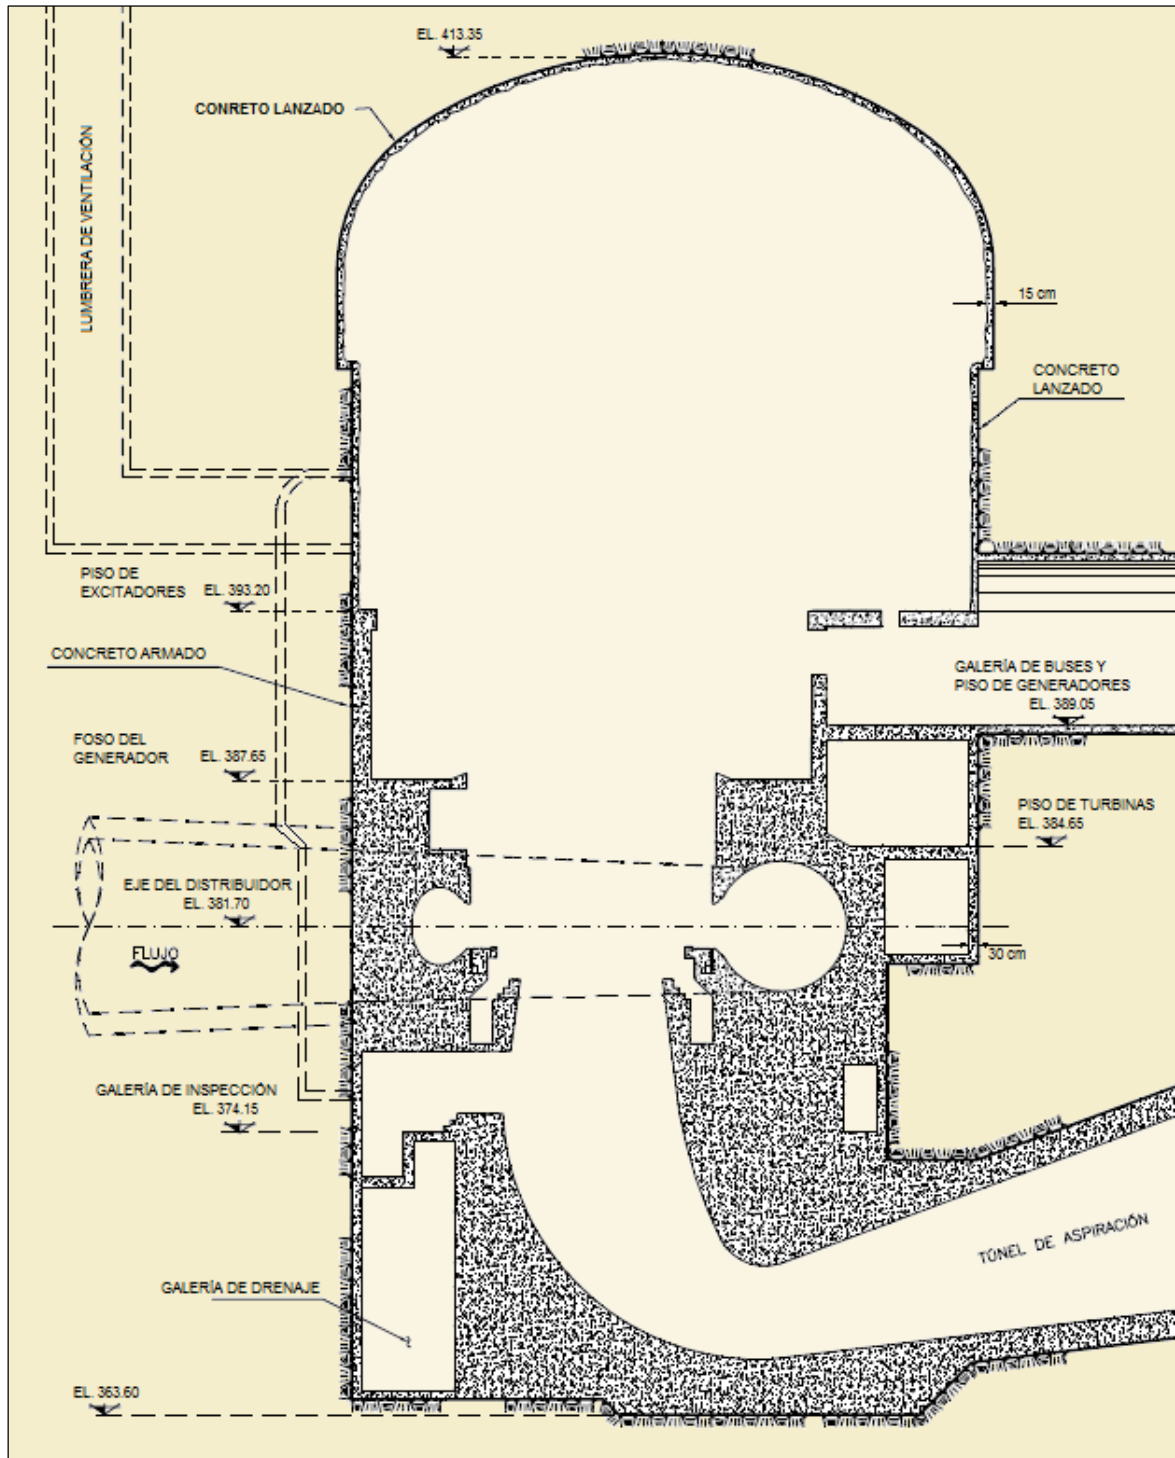 EL. 413.35
CONRETO LANZADO
LUMBRERA DE VENTILACIÓN
15 cm
CONCRETO
LANZADO
PISO DE
EXCITADORES
EL. 393.20
CONCRETO ARMADO
GALERÍA DE BUSES Y
PISO DE GENERADORES
EL. 389.05
FOSO DEL
GENERADOR
EL. 387.65
PISO DE TURBINAS
EL. 384.65
EJE DEL DISTRIBUIDOR
EL. 381.70
FLUJO
30 cm
GALERÍA DE INSPECCIÓN
EL. 374.15
TÚNEL DE ASPIRACIÓN
GALERÍA DE DRENAJE
EL. 363.60